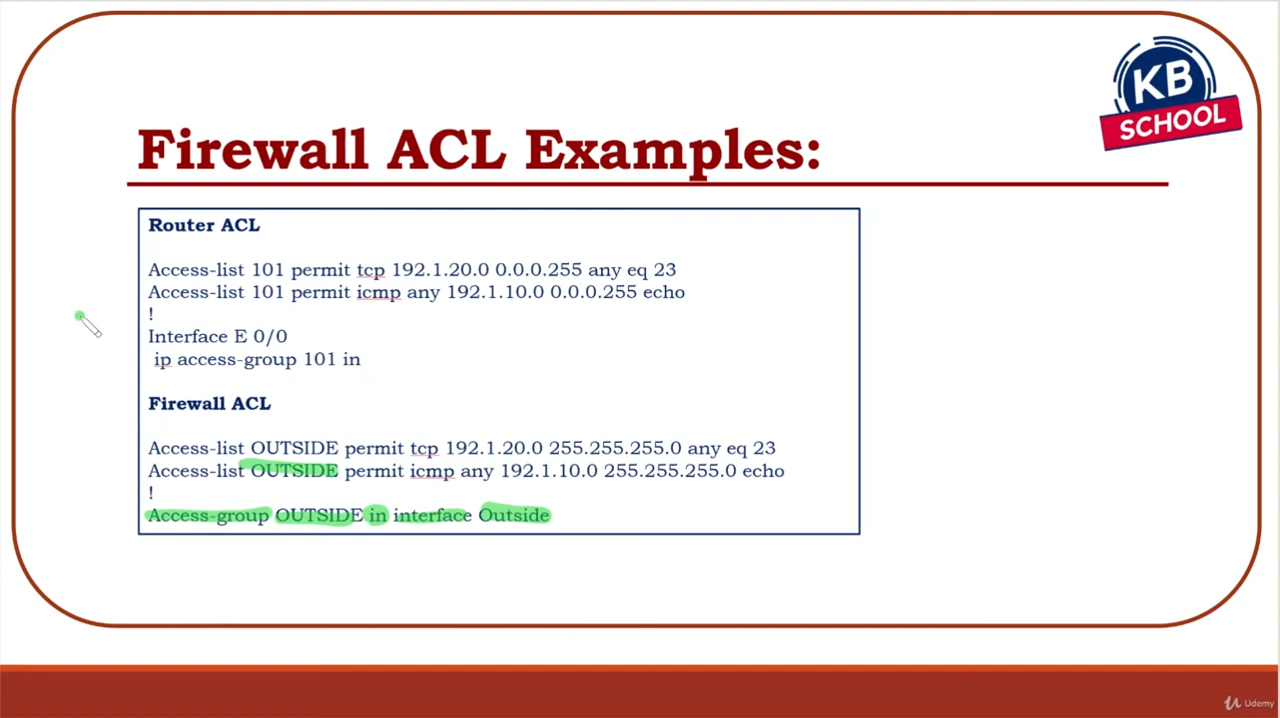 KB
SCHOOL
Firewall ACL Examples:
Router ACL
Access-list 101 permit tcp 192.1.20.0 0.0.0.255 any eq 23
Access-list 101 permit icmp any 192.1.10.0 0.0.0.255 echo
!
Interface E 0/0
ip access-group 101 in
Firewall ACL
Access-list OUTSIDE permit tcp 192.1.20.0 255.255.255.0 any eq 23
Access-list OUTSIDE permit icmp any 192.1.10.0 255.255.255.0 echo
!
Access-group OUTSIDE in interface Outside
Udemy